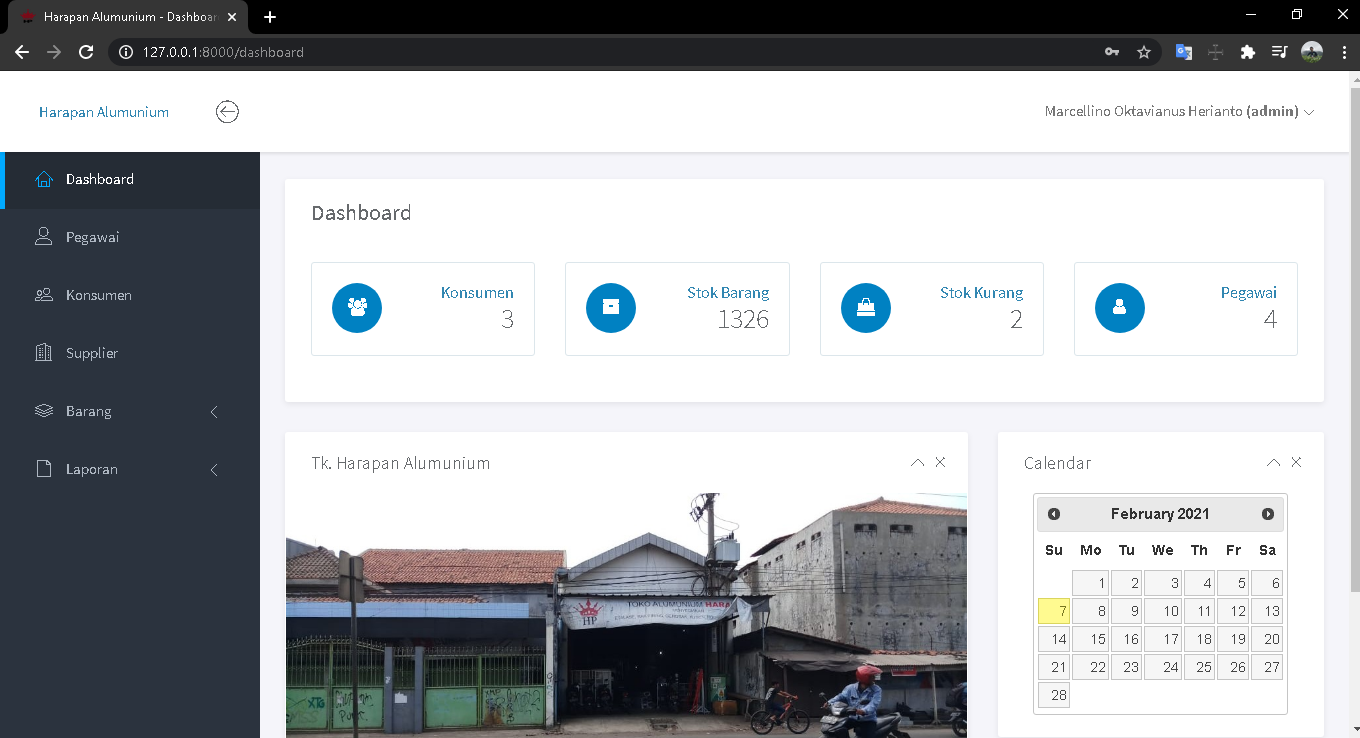 Harapan Alumunium - Dashboar
127.0.0.1:8000/dashboard
Harapan Alumunium
Marcellino Oktavianus Herianto (admin)
Dashboard
Pegawai
Konsumen
Supplier
Barang
Laporan
Dashboard
Konsumen
3
Stok Barang
1326
Stok Kurang
2
Pegawai
4
Tk. Harapan Alumunium
HP
TOKO ALUMUNIUM HARA
Calendar
February 2021
Su Mo Tu We Th Fr Sa
1 2 3 4 5 6
7 8 9 10 11 12 13
14 15 16 17 18 19 20
21 22 23 24 25 26 27
28